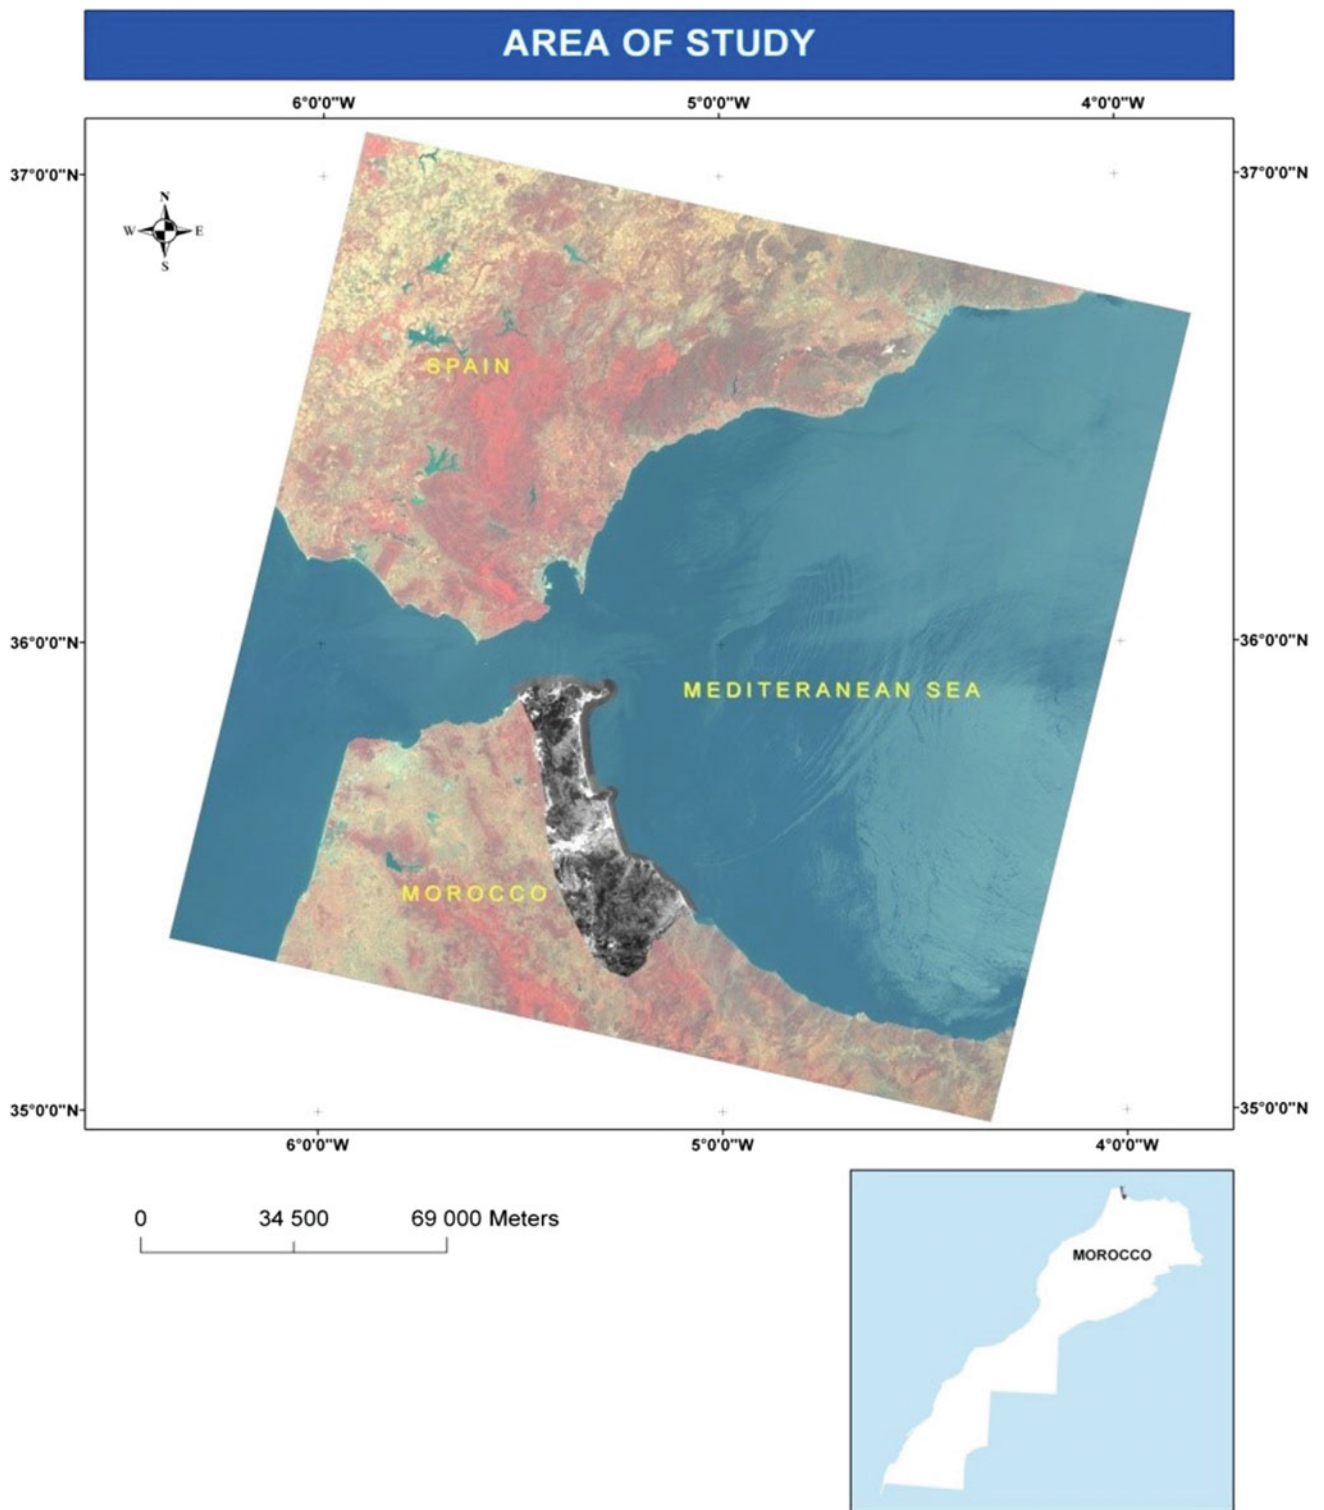 AREA OF STUDY
6°0'0"W 5°0'0"W 4°0'0"W
37°0'0"N 37°0'0"N
N
W E
S
SPAIN
36°0'0"N 36°0'0"N
MEDITERANEAN SEA
MOROCCO
35°0'0"N 35°0'0"N
6°0'0"W 5°0'0"W 4°0'0"W
0 34 500 69 000 Meters
MOROCCO